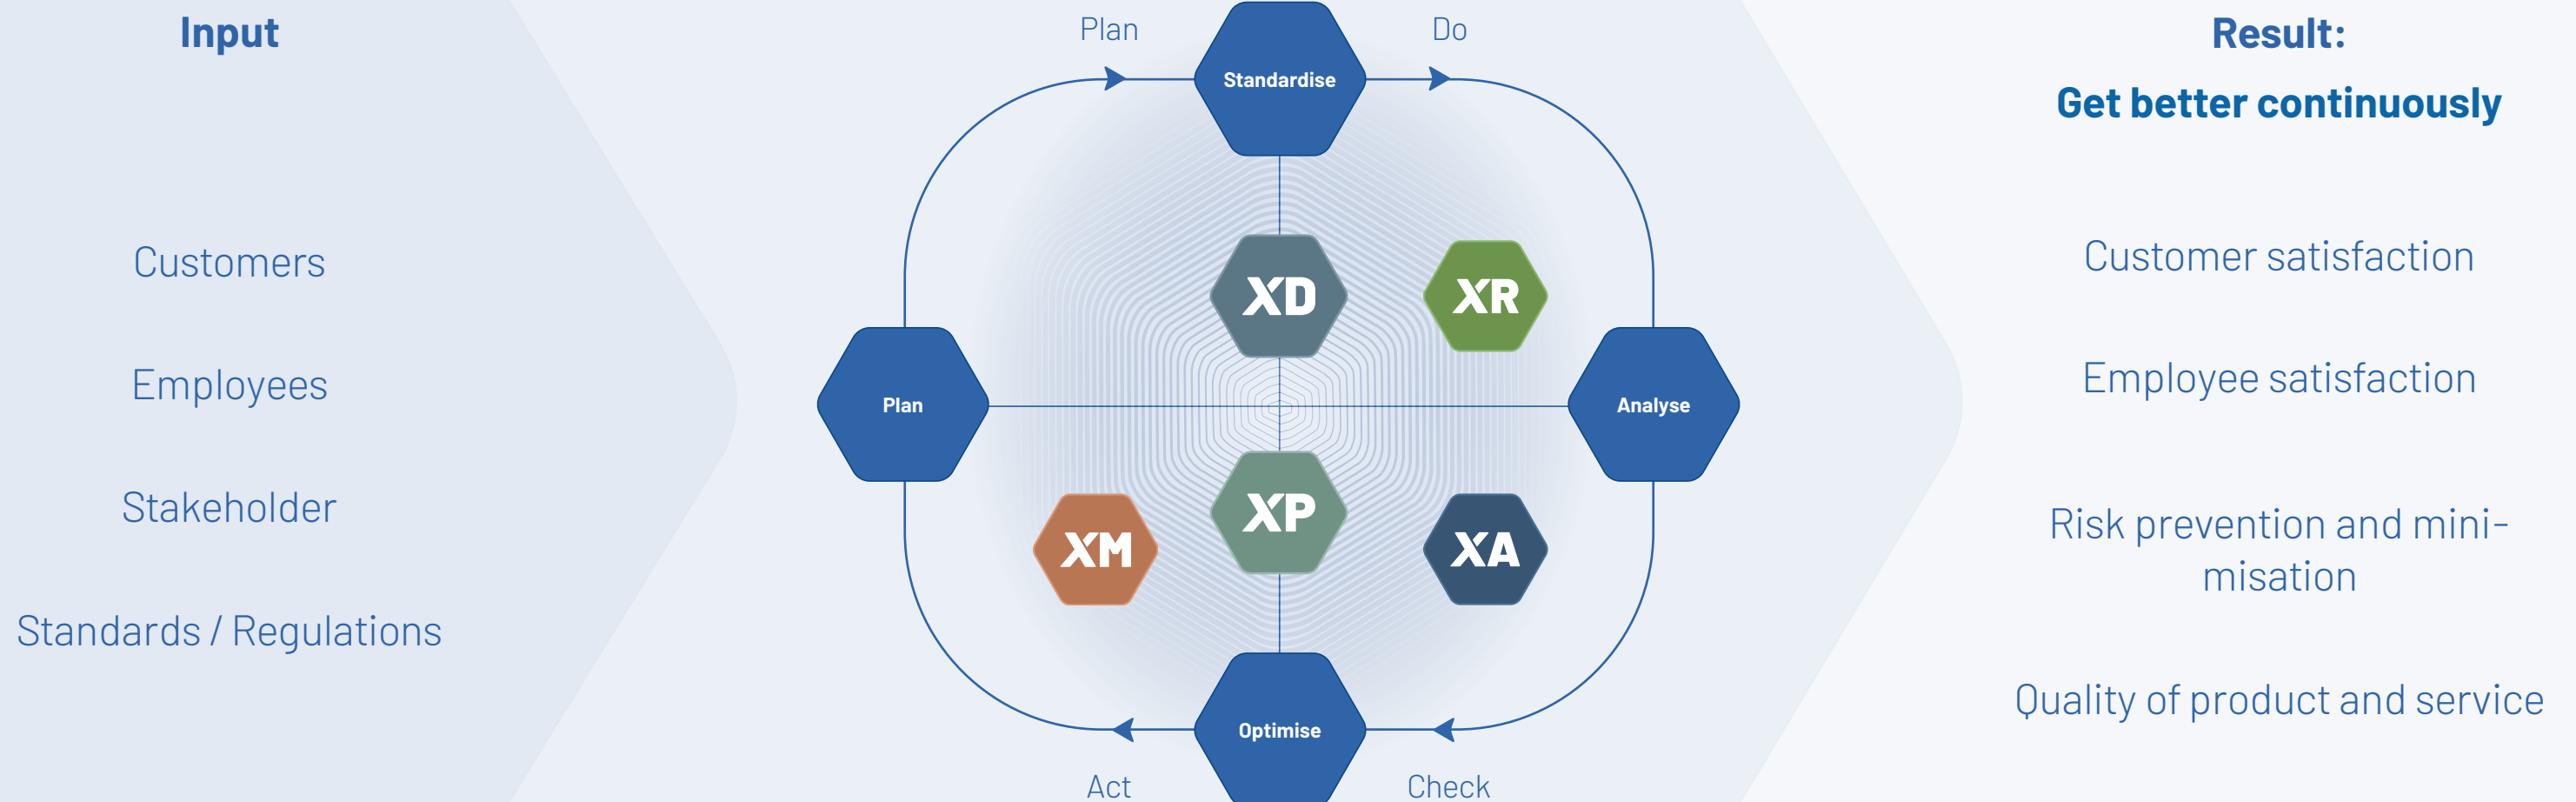 Input
Customers
Employees
Stakeholder
Standards / Regulations
Plan
Do
Standardise
XD
XR
Plan
Analyse
XM
XP
XA
Optimise
Act
Check
Result:
Get better continuously
Customer satisfaction
Employee satisfaction
Risk prevention and mini-
misation
Quality of product and service